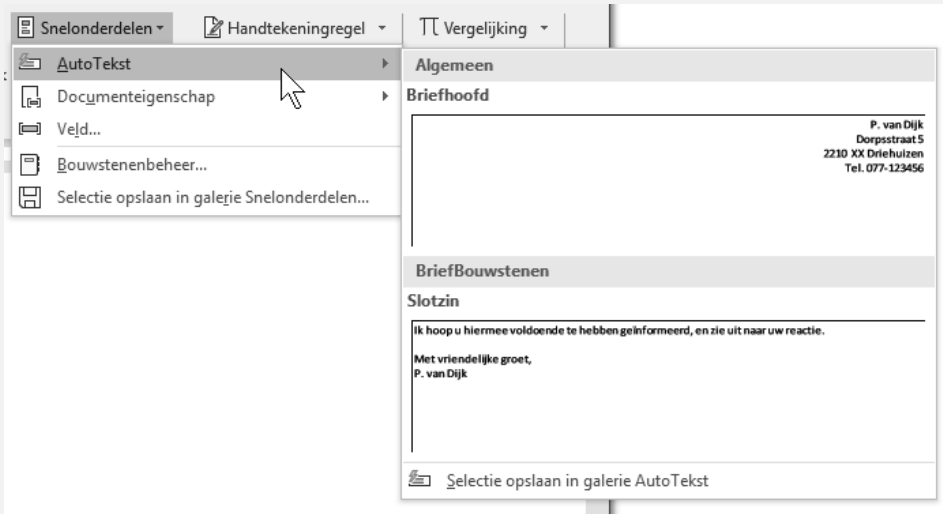 Snelonderdelen
Handtekeningregel
Vergelijking
AutoTekst
Documenteigenschap
Veld...
Bouwstenenbeheer...
Selectie opslaan in galerie Snelonderdelen...
Algemeen
Briefhoofd
P. van Dijk
Dorpsstraat 5
2210 XX Driehuizen
Tel. 077-123456
BriefBouwstenen
Slotzin
Ik hoop u hiermee voldoende te hebben geïnformeerd, en zie uit naar uw reactie.
Met vriendelijke groet,
P. van Dijk
Selectie opslaan in galerie AutoTekst